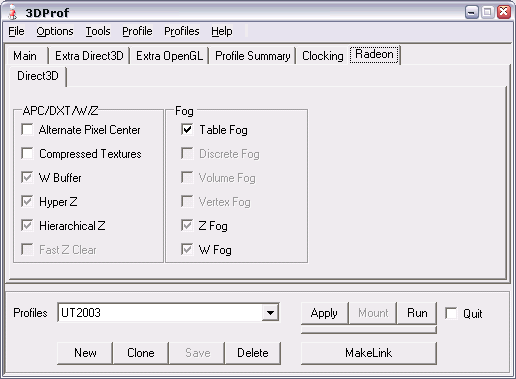 3DProf
File Options Tools Profile Profiles Help
Main Extra Direct3D Extra OpenGL Profile Summary Clocking Radeon
Direct3D
APC/DXT/W/Z Fog
Alternate Pixel Center Table Fog
Compressed Textures Discrete Fog
W Buffer Volume Fog
Hyper Z Vertex Fog
Hierarchical Z Z Fog
Fast Z Clear W Fog
Profiles UT2003 Apply Mount Run Quit
New Clone Save Delete MakeLink